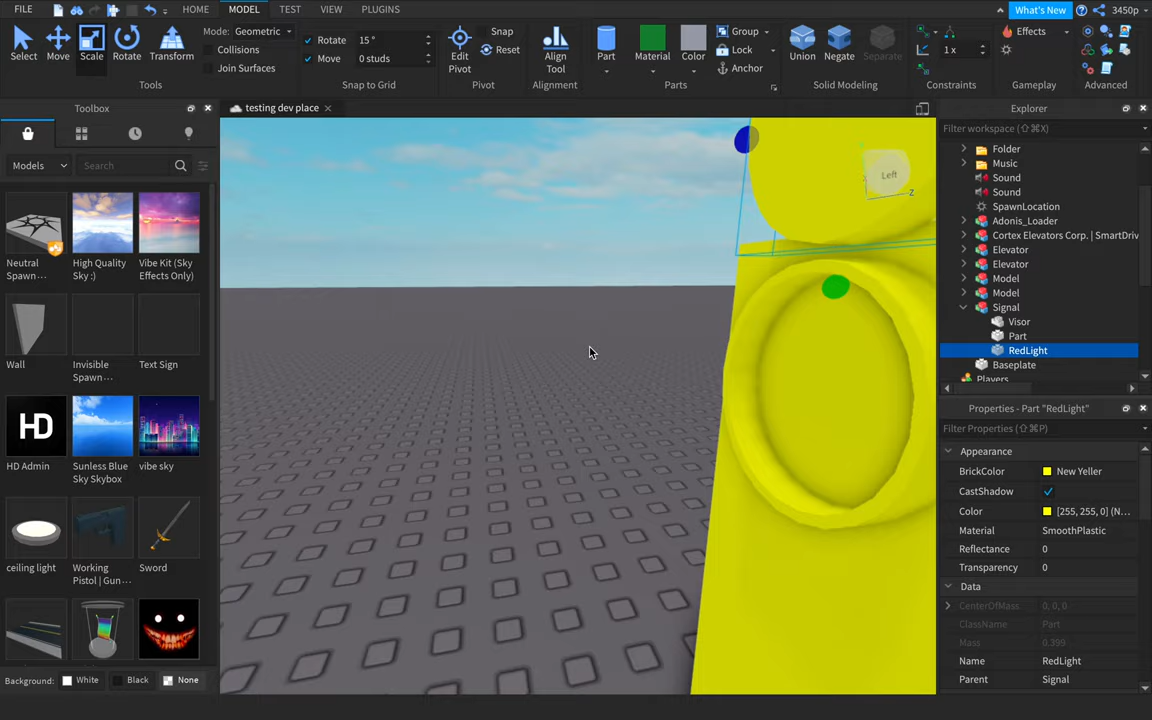 FILE
HOME
MODEL
TEST
VIEW
PLUGINS
What's New
3450p
Select
Move
Scale
Rotate
Transform
Mode: Geometric
Collisions
Join Surfaces
Tools
Rotate
15 °
Move
0 studs
Snap to Grid
Edit
Pivot
Snap
Reset
Pivot
Align
Tool
Alignment
Part
Material
Color
Group
Lock
Anchor
Parts
Union
Negate
Separate
Solid Modeling
1 x
Constraints
Effects
Gameplay
Advanced
Toolbox
testing dev place
Explorer
Models
Search
Neutral
Spawn···
High Quality
Sky :)
Vibe Kit (Sky
Effects Only)
Wall
Invisible
Spawn···
Text Sign
HD
HD Admin
Sunless Blue
Sky Skybox
vibe sky
ceiling light
Working
Pistol | Gun···
Sword
Background:
White
Black
None
Left
Z
Filter workspace (⇧⌘X)
Folder
Music
Sound
Sound
SpawnLocation
Adonis_Loader
Cortex Elevators Corp. | SmartDriv
Elevator
Elevator
Model
Model
Signal
Visor
Part
RedLight
Baseplate
Players
Properties - Part "RedLight"
Filter Properties (⇧⌘P)
Appearance
BrickColor
New Yeller
CastShadow
Color
[255, 255, 0] (N...
Material
SmoothPlastic
Reflectance
0
Transparency
0
Data
CenterOfMass
0, 0, 0
ClassName
Part
Mass
0.399
Name
RedLight
Parent
Signal